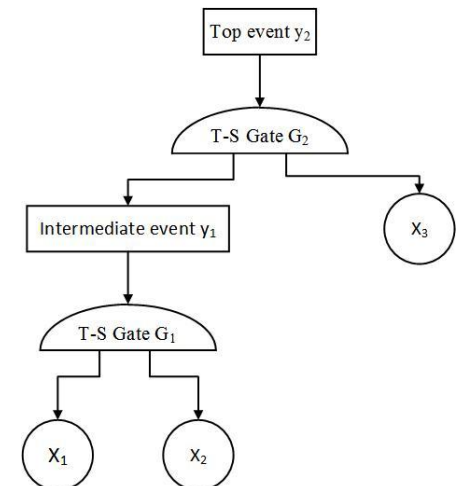 Top event y₂
T-S Gate G₂
Intermediate event y₁
X₃
T-S Gate G₁
X₁
X₂